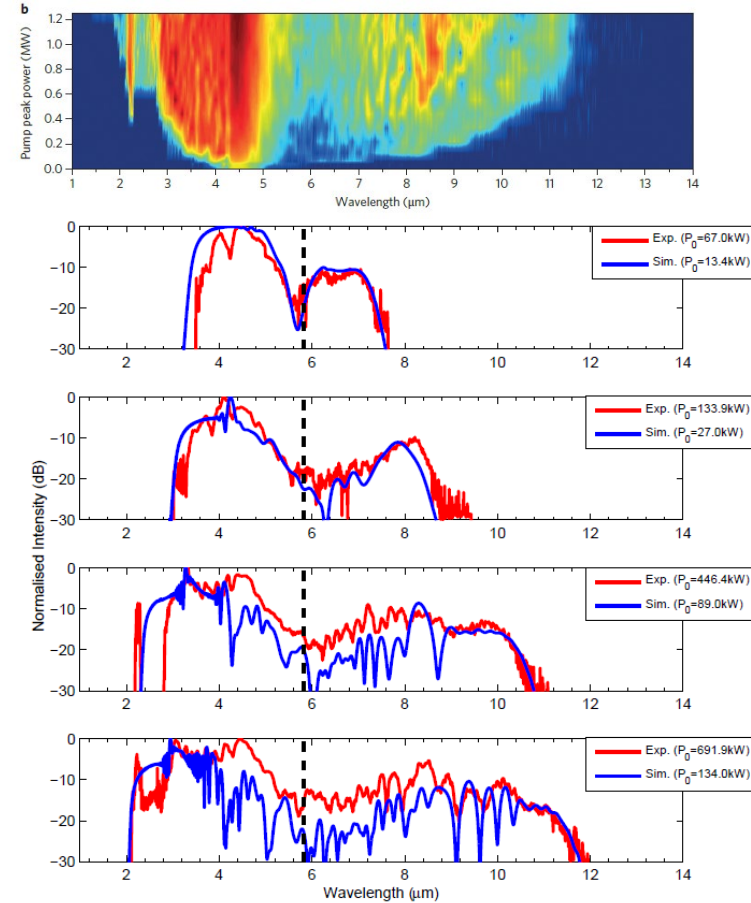 b
Pump peak power (MW)
1.2
1.0
0.8
0.6
0.4
0.2
0.0
1 2 3 4 5 6 7 8 9 10 11 12 13 14
Wavelength (μm)
Normalised Intensity (dB)
0
−10
−20
−30
2 4 6 8 10 12 14
Exp. (P0=67.0kW)
Sim. (P0=13.4kW)
0
−10
−20
−30
2 4 6 8 10 12 14
Exp. (P0=133.9kW)
Sim. (P0=27.0kW)
0
−10
−20
−30
2 4 6 8 10 12 14
Exp. (P0=446.4kW)
Sim. (P0=89.0kW)
0
−10
−20
−30
2 4 6 8 10 12 14
Exp. (P0=691.9kW)
Sim. (P0=134.0kW)
Wavelength (μm)